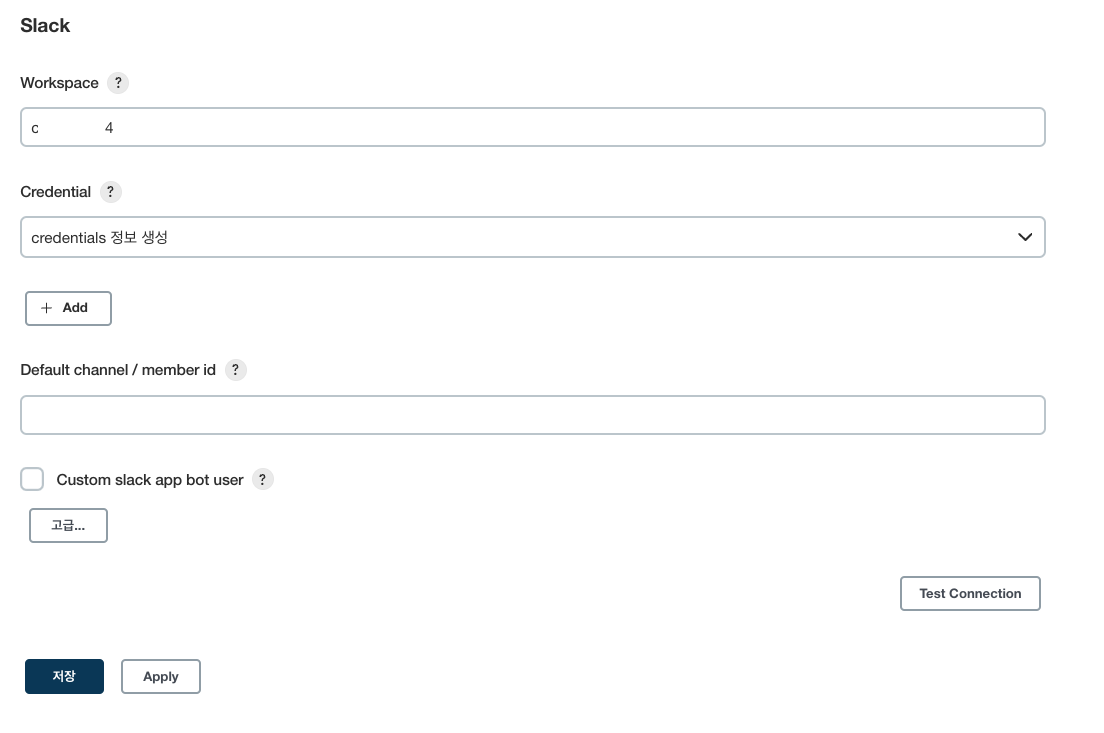 Slack
Workspace ?
c 4
Credential ?
credentials 정보 생성
+ Add
Default channel / member id ?
Custom slack app bot user ?
고급...
Test Connection
저장 Apply